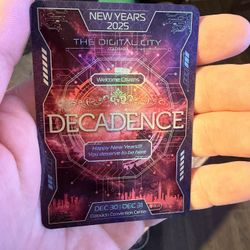 NEW YEARS
2025
THE DIGITAL CITY
Welcome Citizens
DECADENCE
Happy New Years!!!
You deserve to be here
DEC 30 | DEC 31
Colorado Convention Center